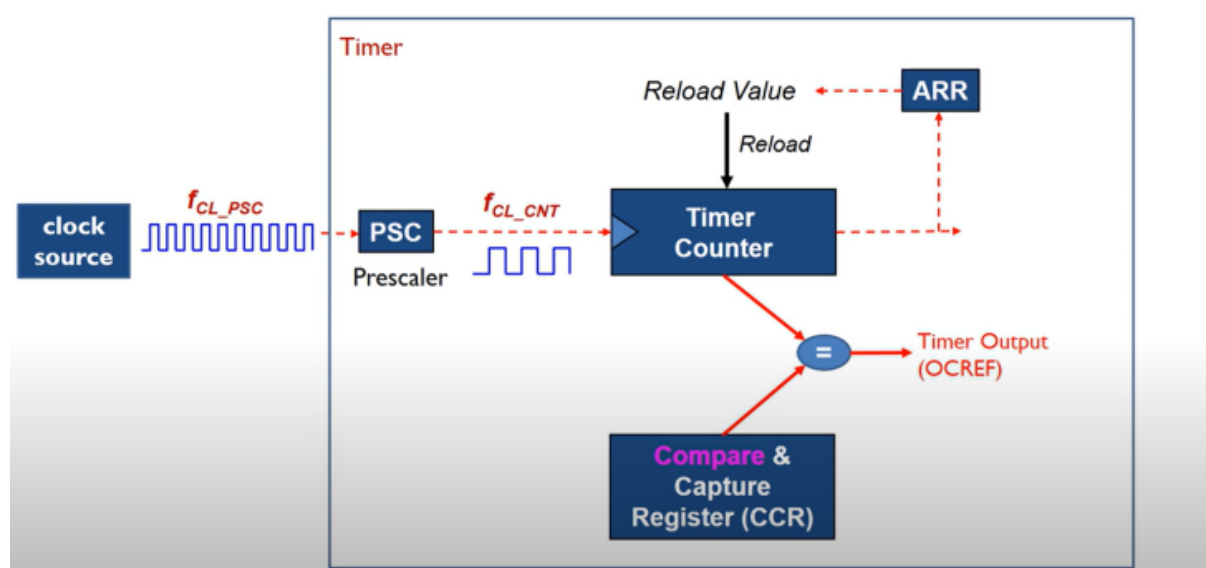 Timer
Reload Value
ARR
Reload
f_CL_PSC
f_CL_CNT
clock
source
PSC
Timer
Counter
Prescaler
=
Timer Output
(OCREF)
Compare &
Capture
Register (CCR)